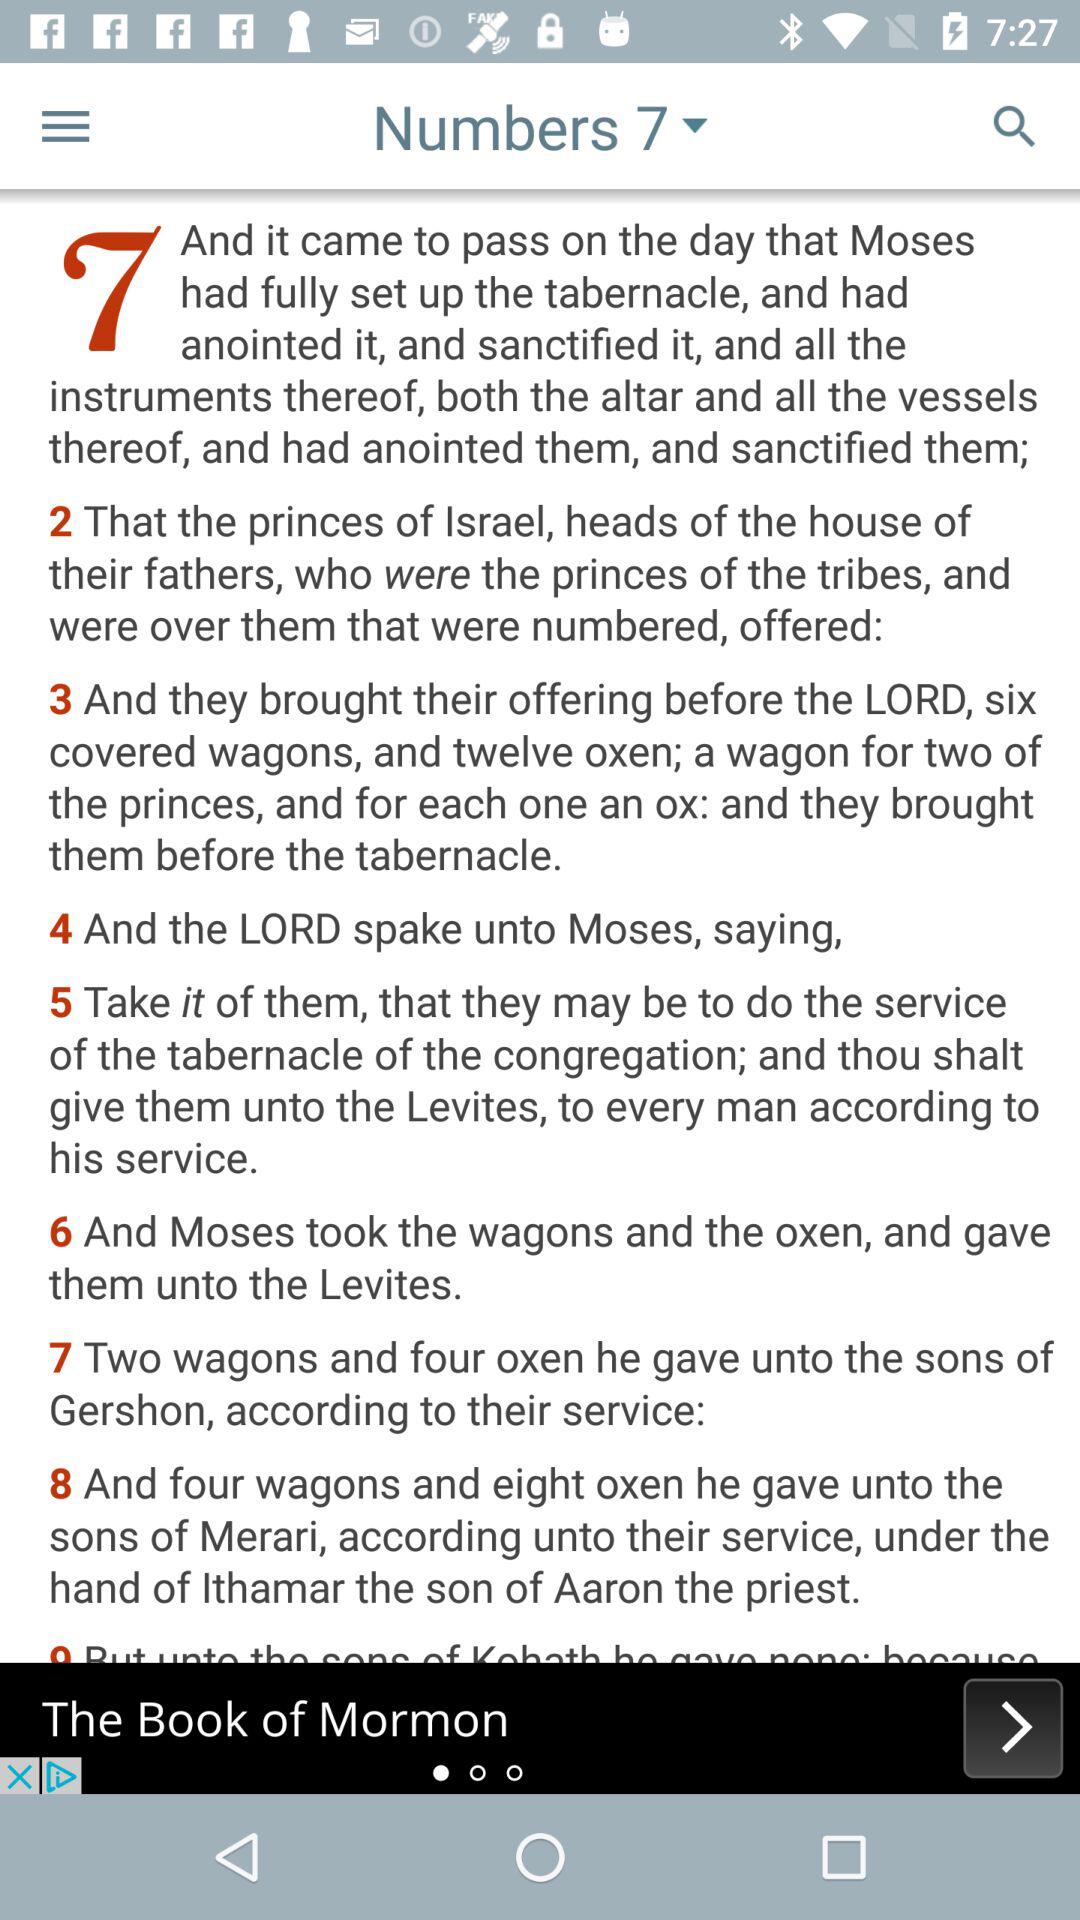 FAKE
7:27
Numbers 7
7 And it came to pass on the day that Moses
had fully set up the tabernacle, and had
anointed it, and sanctified it, and all the
instruments thereof, both the altar and all the vessels
thereof, and had anointed them, and sanctified them;
2 That the princes of Israel, heads of the house of
their fathers, who were the princes of the tribes, and
were over them that were numbered, offered:
3 And they brought their offering before the LORD, six
covered wagons, and twelve oxen; a wagon for two of
the princes, and for each one an ox: and they brought
them before the tabernacle.
4 And the LORD spake unto Moses, saying,
5 Take it of them, that they may be to do the service
of the tabernacle of the congregation; and thou shalt
give them unto the Levites, to every man according to
his service.
6 And Moses took the wagons and the oxen, and gave
them unto the Levites.
7 Two wagons and four oxen he gave unto the sons of
Gershon, according to their service:
8 And four wagons and eight oxen he gave unto the
sons of Merari, according unto their service, under the
hand of Ithamar the son of Aaron the priest.
9 But unto the sons of Kohath he gave none: because
The Book of Mormon